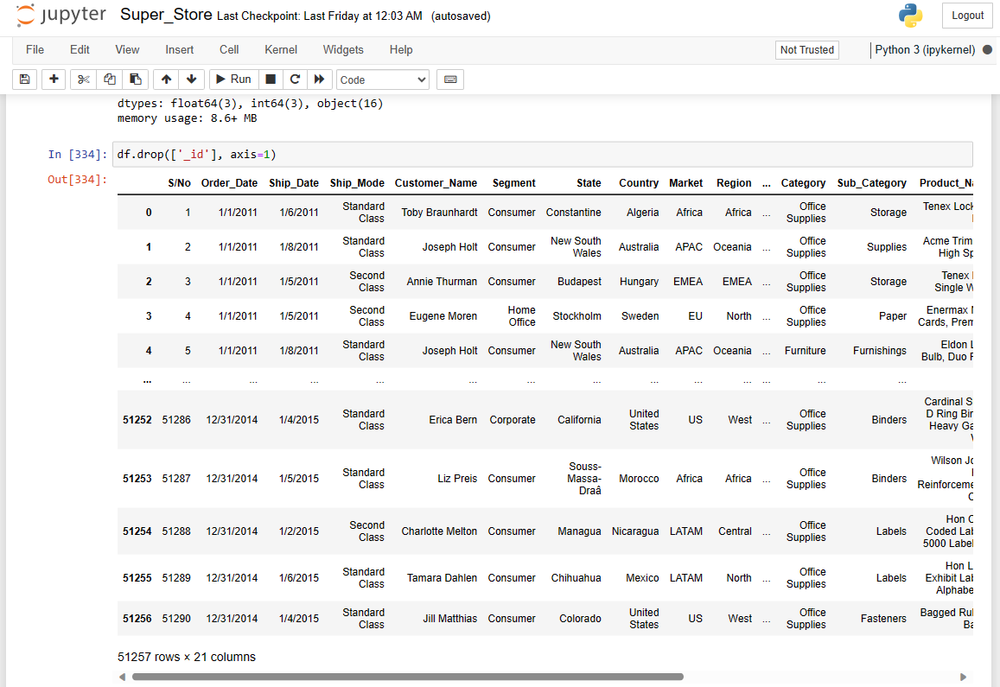 jupyter Super_Store Last Checkpoint: Last Friday at 12:03 AM (autosaved) Logout
File Edit View Insert Cell Kernel Widgets Help Not Trusted Python 3 (ipykernel)
Run Code
dtypes: float64(3), int64(3), object(16)
memory usage: 8.6+ MB
In [334]: df.drop(['_id'], axis=1)
Out[334]:
S/No Order_Date Ship_Date Ship_Mode Customer_Name Segment State Country Market Region ... Category Sub_Category Product_Na
0 1 1/1/2011 1/6/2011 Standard Class Toby Braunhardt Consumer Constantine Algeria Africa Africa ... Office Supplies Storage Tenex Lock
1 2 1/1/2011 1/8/2011 Standard Class Joseph Holt Consumer New South Wales Australia APAC Oceania ... Office Supplies Supplies Acme Trim High Sp
2 3 1/1/2011 1/5/2011 Second Class Annie Thurman Consumer Budapest Hungary EMEA EMEA ... Office Supplies Storage Tenex Single W
3 4 1/1/2011 1/5/2011 Second Class Eugene Moren Home Office Stockholm Sweden EU North ... Office Supplies Paper Enermax Cards, Prem
4 5 1/1/2011 1/8/2011 Standard Class Joseph Holt Consumer New South Wales Australia APAC Oceania ... Furniture Furnishings Eldon L Bulb, Duo
... ... ... ... ... ... ... ... ... ... ... ... ... ...
51252 51286 12/31/2014 1/4/2015 Standard Class Erica Bern Corporate California United States US West ... Office Supplies Binders Cardinal S D Ring Bin Heavy Ga
51253 51287 12/31/2014 1/5/2015 Standard Class Liz Preis Consumer Souss-Massa-Draâ Morocco Africa Africa ... Office Supplies Binders Wilson Jo Reinforceme
51254 51288 12/31/2014 1/2/2015 Second Class Charlotte Melton Consumer Managua Nicaragua LATAM Central ... Office Supplies Labels Hon C Coded Lab 5000 Label
51255 51289 12/31/2014 1/6/2015 Standard Class Tamara Dahlen Consumer Chihuahua Mexico LATAM North ... Office Supplies Labels Hon L Exhibit Lab Alphabe
51256 51290 12/31/2014 1/4/2015 Standard Class Jill Matthias Consumer Colorado United States US West ... Office Supplies Fasteners Bagged Rub Ba
51257 rows × 21 columns